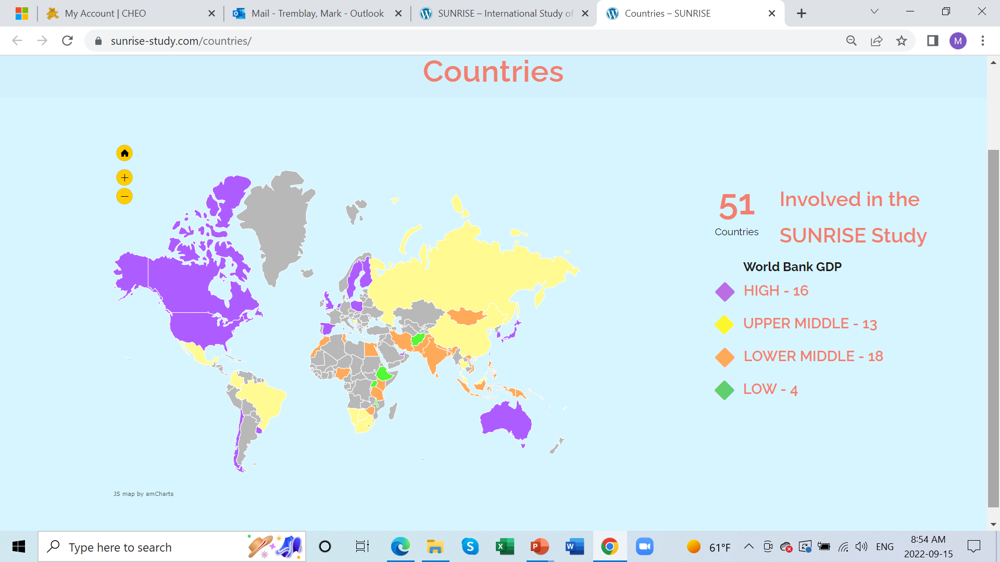 My Account | CHEO
Mail - Tremblay, Mark - Outlook
SUNRISE – International Study of
Countries – SUNRISE
sunrise-study.com/countries/
M
Countries
51
Countries
Involved in the
SUNRISE Study
World Bank GDP
HIGH - 16
UPPER MIDDLE - 13
LOWER MIDDLE - 18
LOW - 4
JS map by amCharts
Type here to search
61°F
ENG
8:54 AM
2022-09-15